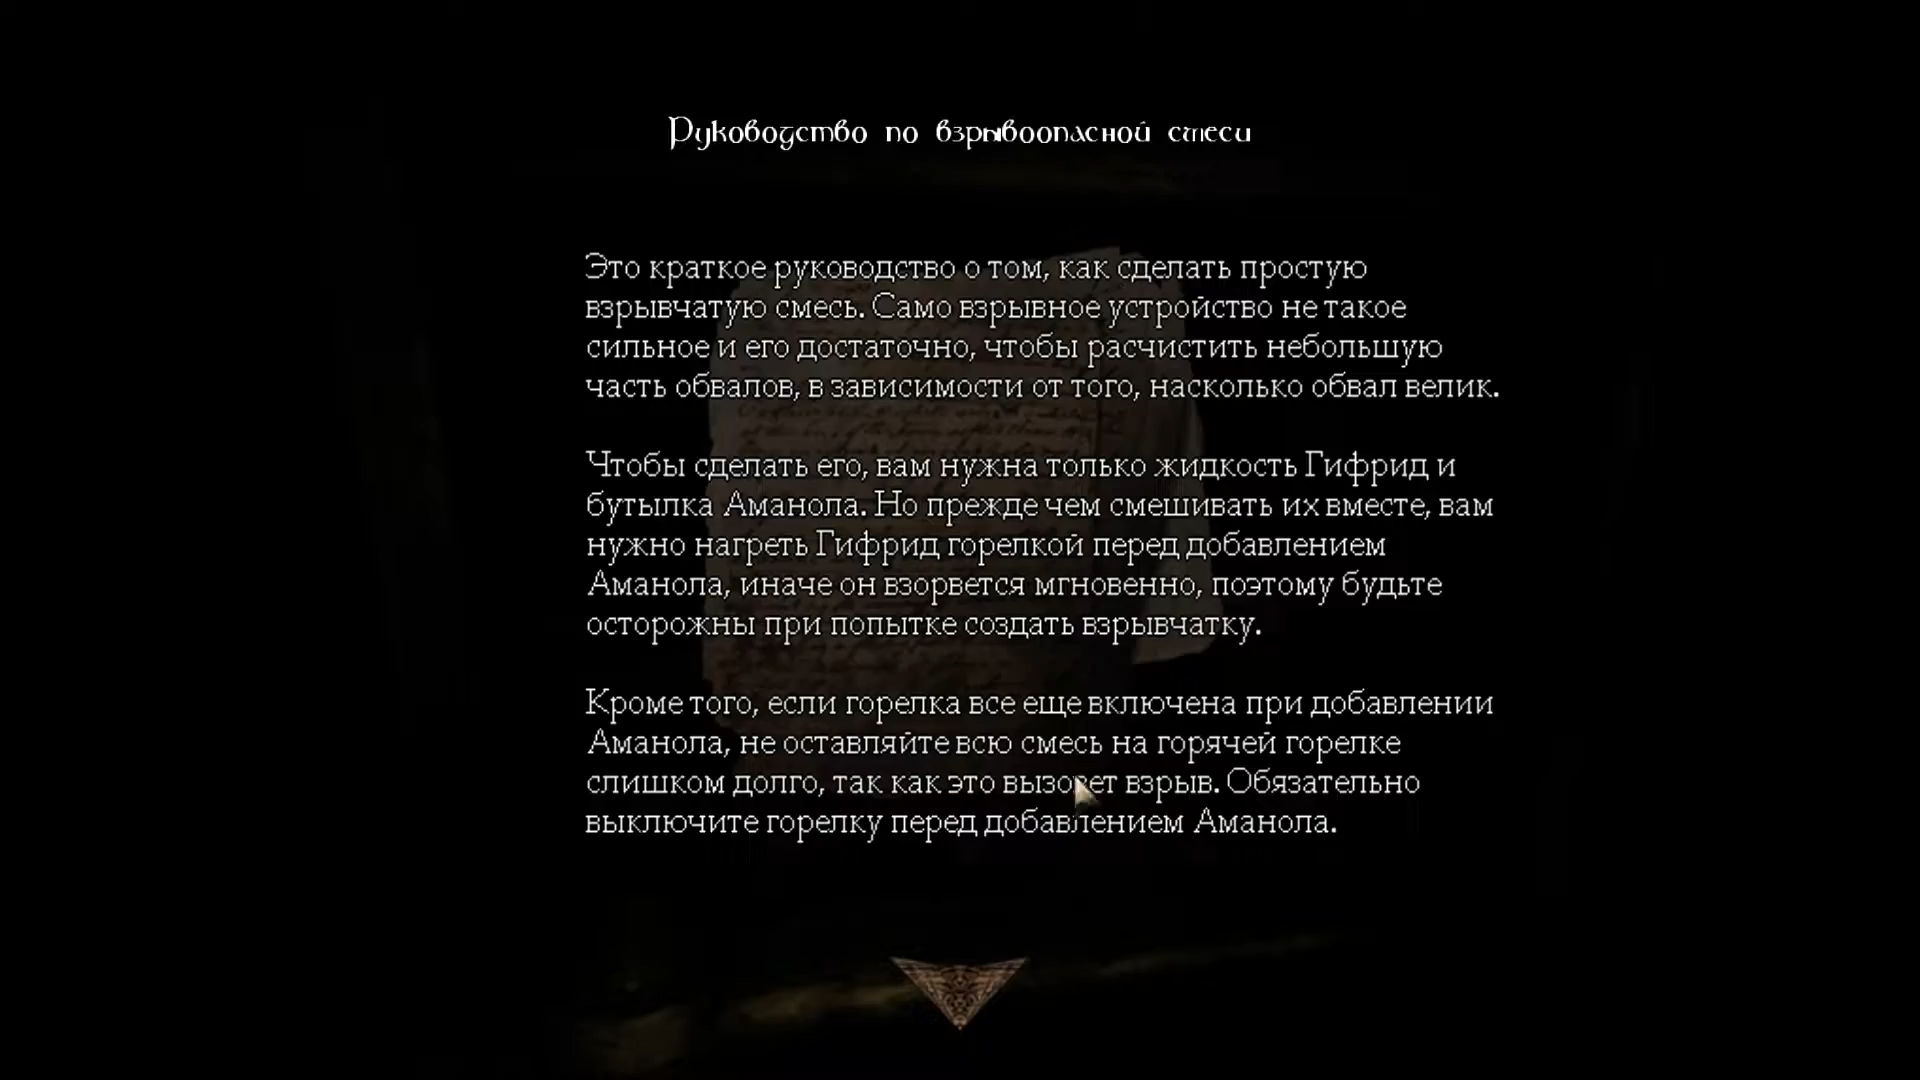 Руководство по взрывоопасной смеси
Это краткое руководство о том, как сделать простую
взрывчатую смесь. Само взрывное устройство не такое
сильное и его достаточно, чтобы расчистить небольшую
часть обвалов, в зависимости от того, насколько обвал велик.
Чтобы сделать его, вам нужна только жидкость Гифрид и
бутылка Аманола. Но прежде чем смешивать их вместе, вам
нужно нагреть Гифрид горелкой перед добавлением
Аманола, иначе он взорвется мгновенно, поэтому будьте
осторожны при попытке создать взрывчатку.
Кроме того, если горелка все еще включена при добавлении
Аманола, не оставляйте всю смесь на горячей горелке
слишком долго, так как это вызовет взрыв. Обязательно
выключите горелку перед добавлением Аманола.